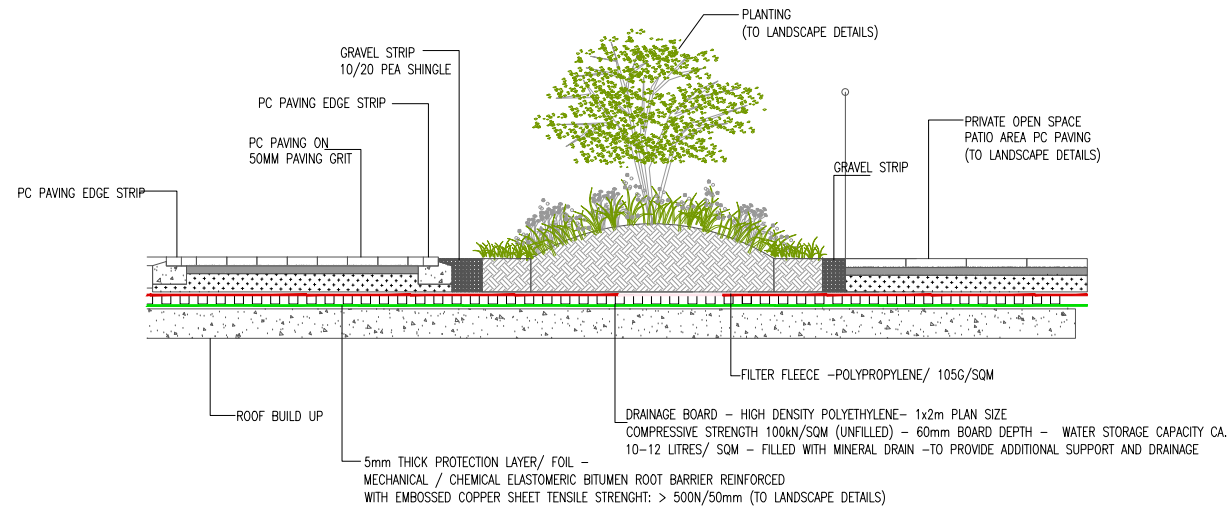 PLANTING
(TO LANDSCAPE DETAILS)
GRAVEL STRIP
10/20 PEA SHINGLE
PC PAVING EDGE STRIP
PC PAVING ON
50MM PAVING GRIT
PC PAVING EDGE STRIP
PRIVATE OPEN SPACE
PATIO AREA PC PAVING
(TO LANDSCAPE DETAILS)
GRAVEL STRIP
FILTER FLEECE -POLYPROPYLENE/ 105G/SQM
ROOF BUILD UP
DRAINAGE BOARD - HIGH DENSITY POLYETHYLENE- 1x2m PLAN SIZE
COMPRESSIVE STRENGTH 100kN/SQM (UNFILLED) - 60mm BOARD DEPTH - WATER STORAGE CAPACITY CA.
10-12 LITRES/ SQM - FILLED WITH MINERAL DRAIN -TO PROVIDE ADDITIONAL SUPPORT AND DRAINAGE
5mm THICK PROTECTION LAYER/ FOIL -
MECHANICAL / CHEMICAL ELASTOMERIC BITUMEN ROOT BARRIER REINFORCED
WITH EMBOSSED COPPER SHEET TENSILE STRENGHT: > 500N/50mm (TO LANDSCAPE DETAILS)